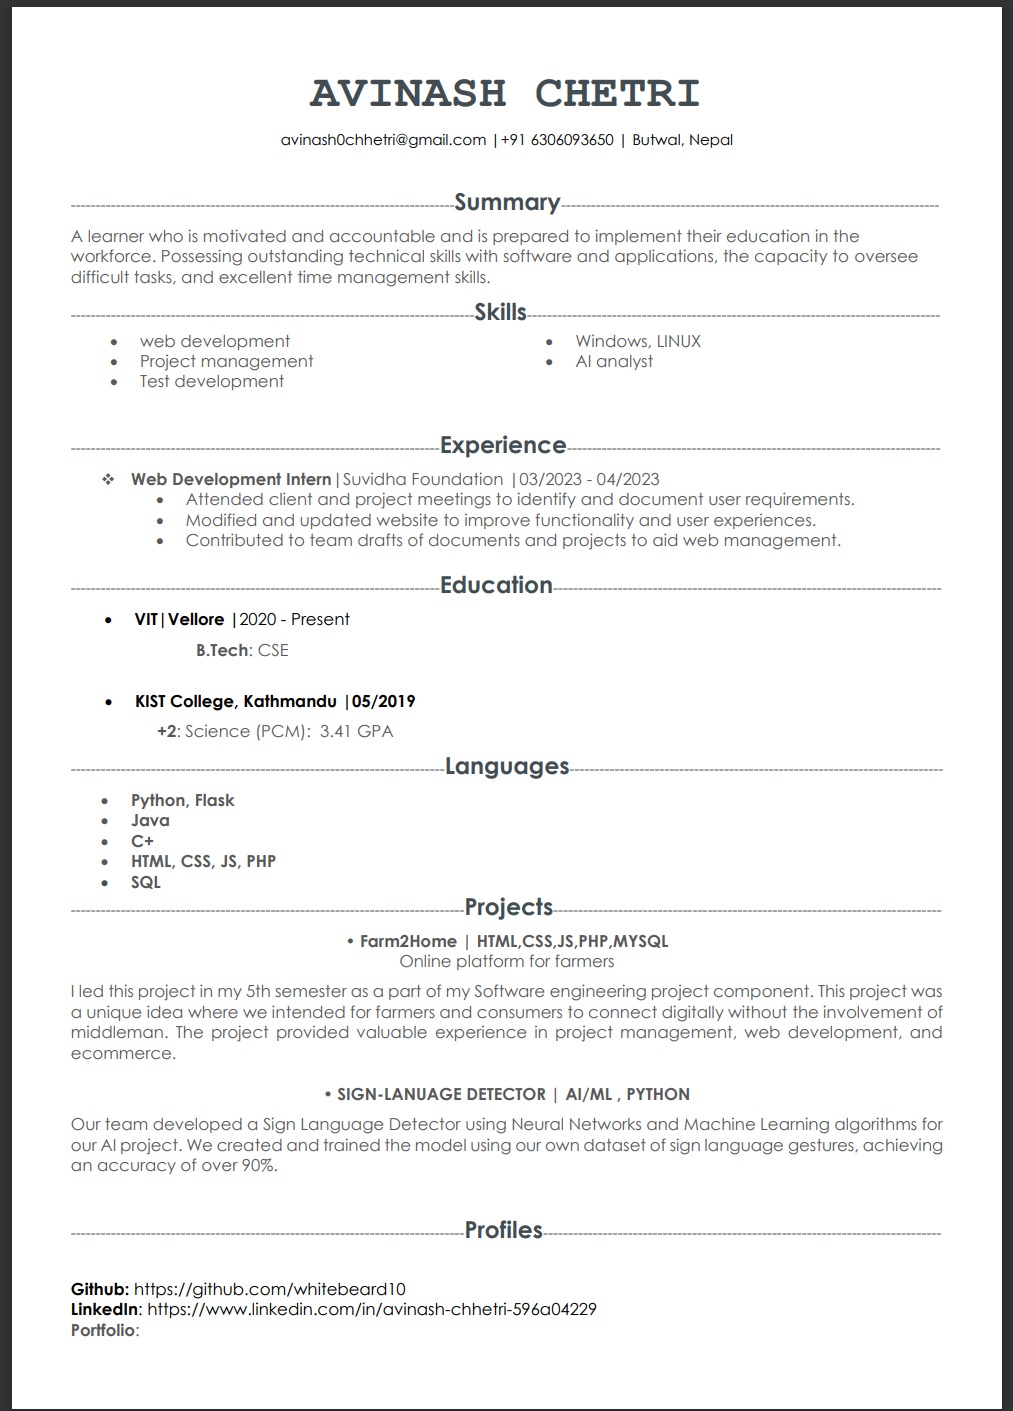 AVINASH CHETRI
avinash0chhetri@gmail.com |+91 6306093650 | Butwal, Nepal
Summary
A learner who is motivated and accountable and is prepared to implement their education in the
workforce. Possessing outstanding technical skills with software and applications, the capacity to oversee
difficult tasks, and excellent time management skills.
Skills
• web development
• Project management
• Test development
• Windows, LINUX
• AI analyst
Experience
❖ Web Development Intern|Suvidha Foundation |03/2023 - 04/2023
• Attended client and project meetings to identify and document user requirements.
• Modified and updated website to improve functionality and user experiences.
• Contributed to team drafts of documents and projects to aid web management.
Education
• VIT|Vellore |2020 - Present
B.Tech: CSE
• KIST College, Kathmandu |05/2019
+2: Science (PCM): 3.41 GPA
Languages
• Python, Flask
• Java
• C+
• HTML, CSS, JS, PHP
• SQL
Projects
• Farm2Home | HTML,CSS,JS,PHP,MYSQL
Online platform for farmers
I led this project in my 5th semester as a part of my Software engineering project component. This project was
a unique idea where we intended for farmers and consumers to connect digitally without the involvement of
middleman. The project provided valuable experience in project management, web development, and
ecommerce.
• SIGN-LANUAGE DETECTOR | AI/ML , PYTHON
Our team developed a Sign Language Detector using Neural Networks and Machine Learning algorithms for
our AI project. We created and trained the model using our own dataset of sign language gestures, achieving
an accuracy of over 90%.
Profiles
Github: https://github.com/whitebeard10
LinkedIn: https://www.linkedin.com/in/avinash-chhetri-596a04229
Portfolio: